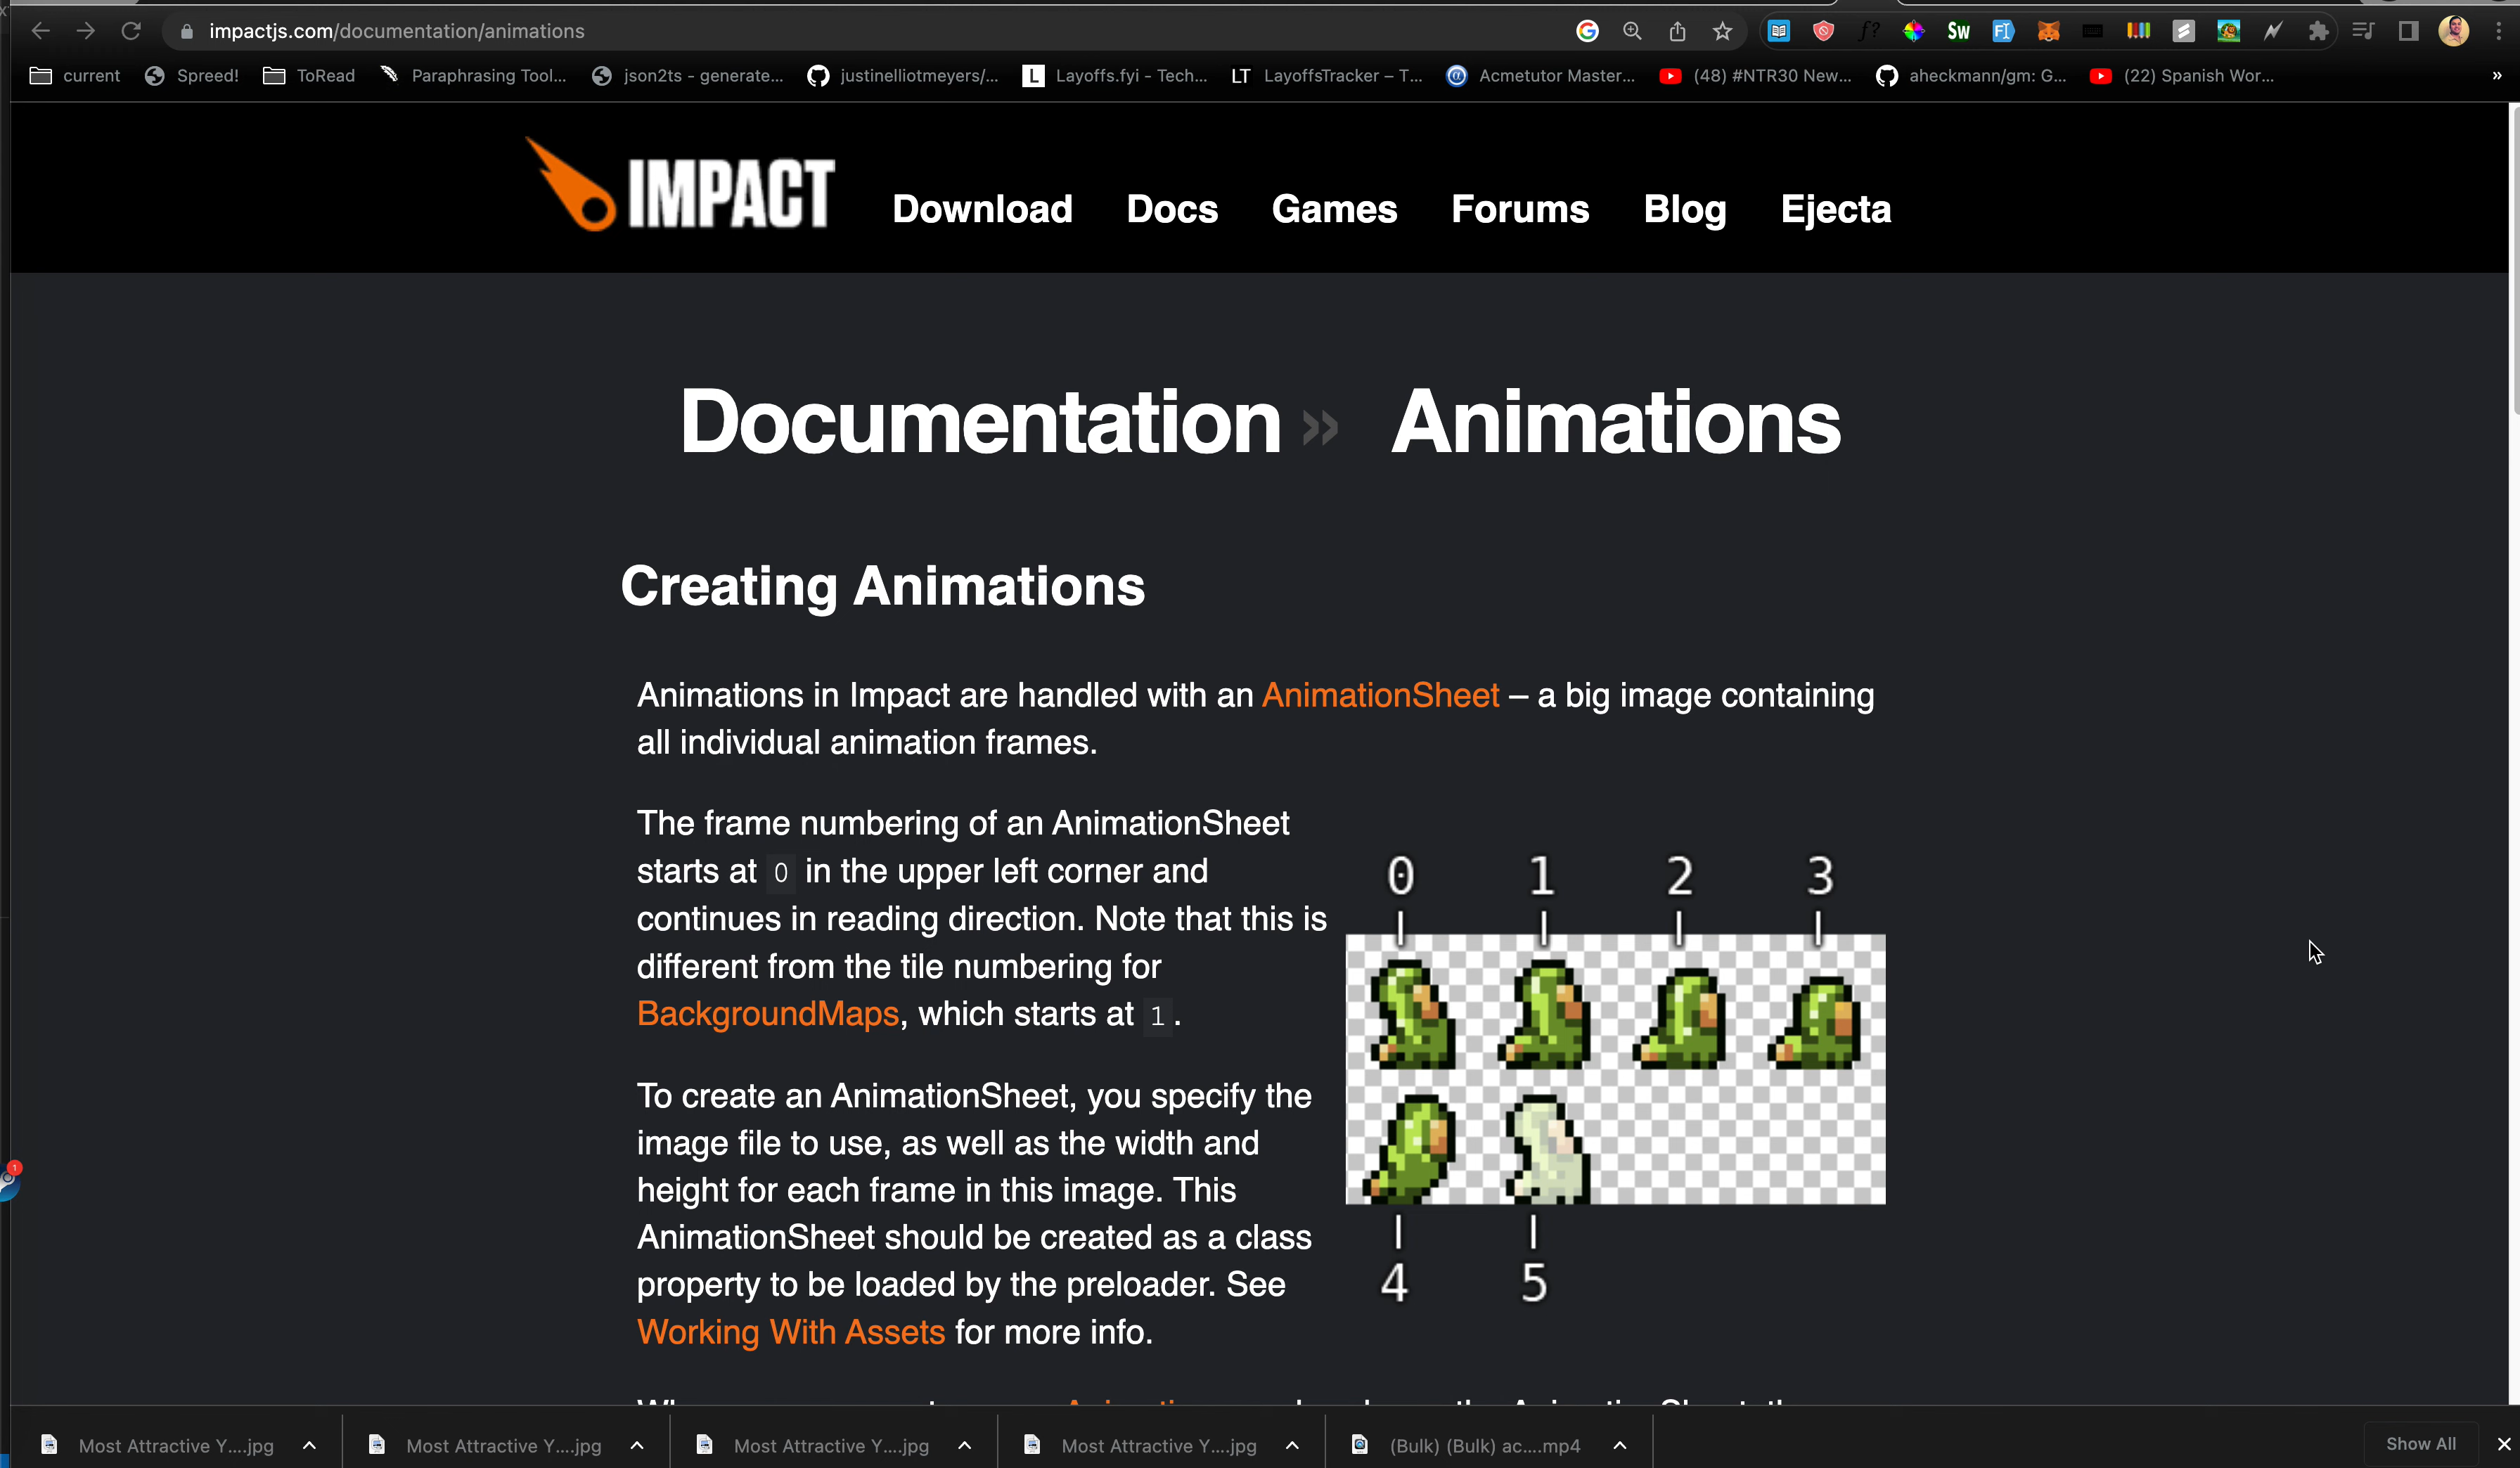 impactjs.com/documentation/animations
current Spreed! ToRead Paraphrasing Tool... json2ts - generate... justinelliotmeyers/... Layoffs.fyi - Tech... LT LayoffsTracker – T... Acmetutor Master... (48) #NTR30 New... aheckmann/gm: G... (22) Spanish Wor... »
IMPACT Download Docs Games Forums Blog Ejecta
Documentation » Animations
Creating Animations
Animations in Impact are handled with an AnimationSheet – a big image containing
all individual animation frames.
The frame numbering of an AnimationSheet
starts at 0 in the upper left corner and
continues in reading direction. Note that this is
different from the tile numbering for
BackgroundMaps, which starts at 1.
0 1 2 3
4 5
To create an AnimationSheet, you specify the
image file to use, as well as the width and
height for each frame in this image. This
AnimationSheet should be created as a class
property to be loaded by the preloader. See
Working With Assets for more info.
Most Attractive Y....jpg Most Attractive Y....jpg Most Attractive Y....jpg Most Attractive Y....jpg (Bulk) (Bulk) ac....mp4 Show All